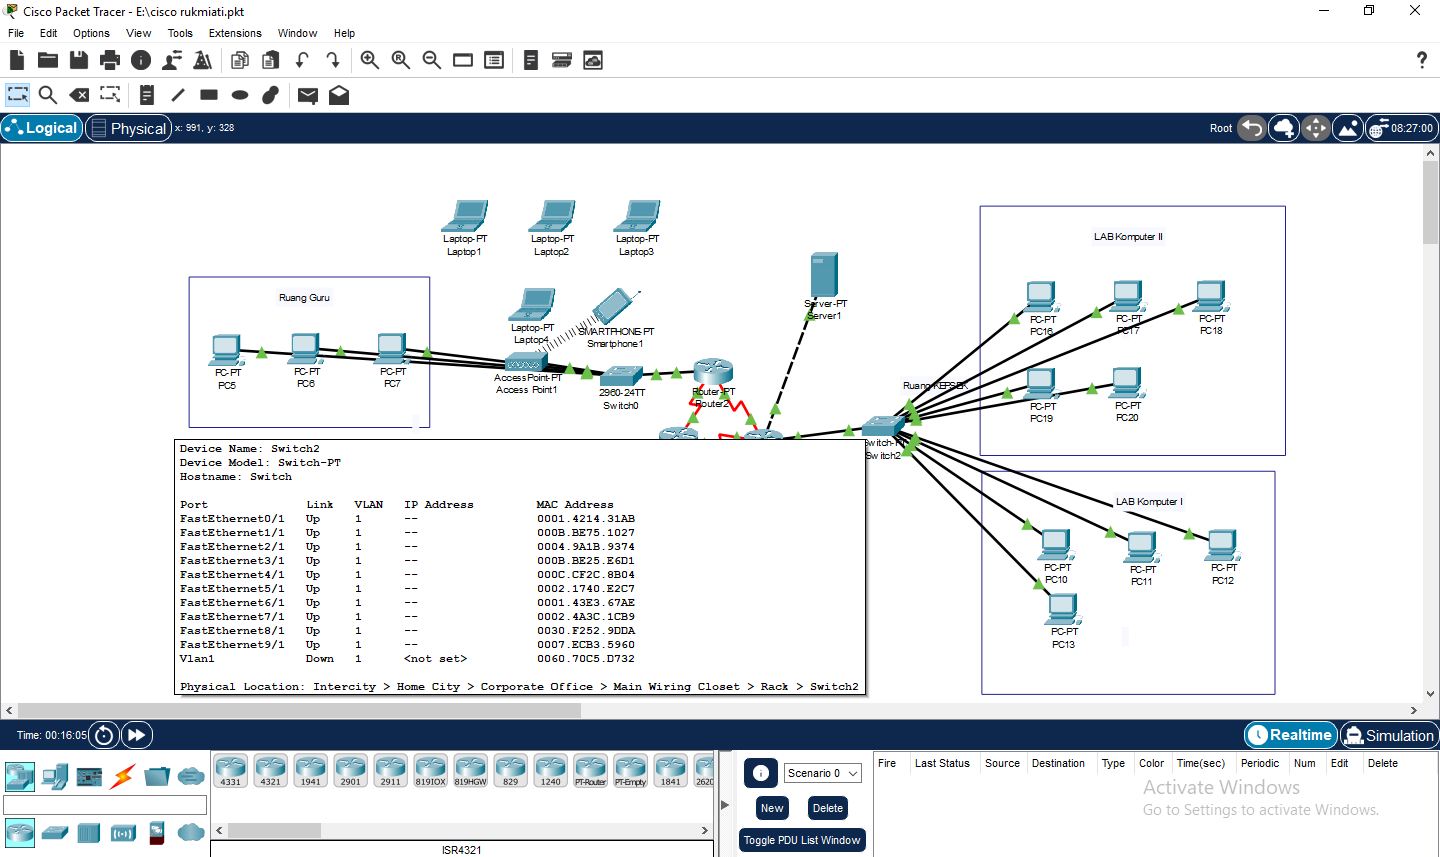 Cisco Packet Tracer - E:\cisco rukmiati.pkt
File Edit Options View Tools Extensions Window Help
Logical Physical x: 991, y: 328 Root 08:27:00
Laptop-PT
Laptop1
Laptop-PT
Laptop2
Laptop-PT
Laptop3
Ruang Guru
PC-PT
PC5
PC-PT
PC6
PC-PT
PC7
Laptop-PT
Laptop4
SMARTPHONE-PT
Smartphone1
AccessPoint-PT
Access Point1
2960-24TT
Switch0
Router-PT
Router2
Server-PT
Server1
Ruang KEPSEK
Switch-PT
Switch2
LAB Komputer II
PC-PT
PC16
PC-PT
PC17
PC-PT
PC18
PC-PT
PC19
PC-PT
PC20
LAB Komputer I
PC-PT
PC10
PC-PT
PC11
PC-PT
PC12
PC-PT
PC13
Device Name: Switch2
Device Model: Switch-PT
Hostname: Switch
Port Link VLAN IP Address MAC Address
FastEthernet0/1 Up 1 -- 0001.4214.31AB
FastEthernet1/1 Up 1 -- 000B.BE75.1027
FastEthernet2/1 Up 1 -- 0004.9A1B.9374
FastEthernet3/1 Up 1 -- 000B.BE25.E6D1
FastEthernet4/1 Up 1 -- 000C.CF2C.8B04
FastEthernet5/1 Up 1 -- 0002.1740.E2C7
FastEthernet6/1 Up 1 -- 0001.43E3.67AE
FastEthernet7/1 Up 1 -- 0002.4A3C.1CB9
FastEthernet8/1 Up 1 -- 0030.F252.9DDA
FastEthernet9/1 Up 1 -- 0007.ECB3.5960
Vlan1 Down 1 <not set> 0060.70C5.D732
Physical Location: Intercity > Home City > Corporate Office > Main Wiring Closet > Rack > Switch2
Time: 00:16:05 Realtime Simulation
4331 4321 1941 2901 2911 819IOX 819HGW 829 1240 PT-Router PT-Empty 1841 2620
ISR4321
Scenario 0
New Delete
Toggle PDU List Window
Fire Last Status Source Destination Type Color Time(sec) Periodic Num Edit Delete
Activate Windows
Go to Settings to activate Windows.